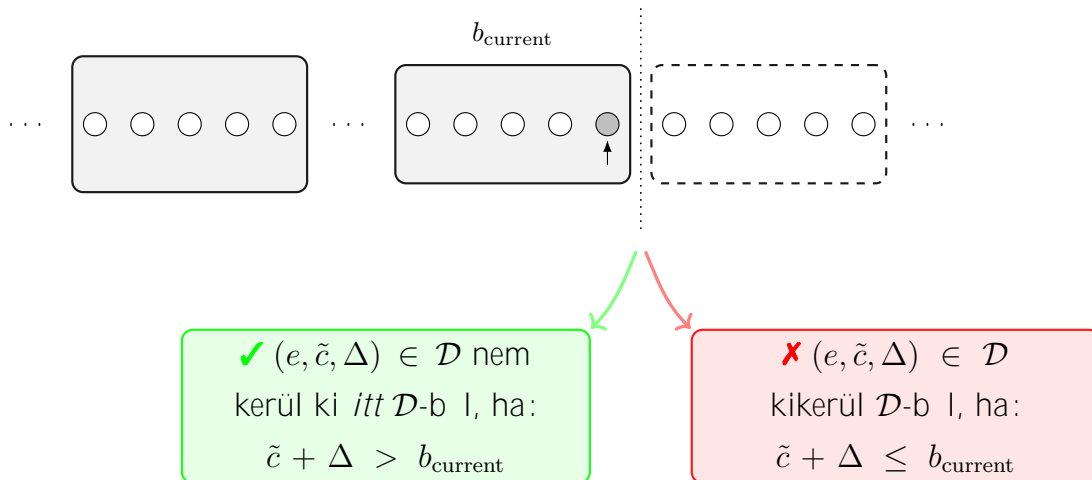 b_current
··· ··· ···
✓ (e, c̃, Δ) ∈ 𝒟 nem
kerül ki itt 𝒟-b l, ha:
c̃ + Δ > b_current
✗ (e, c̃, Δ) ∈ 𝒟
kikerül 𝒟-b l, ha:
c̃ + Δ ≤ b_current